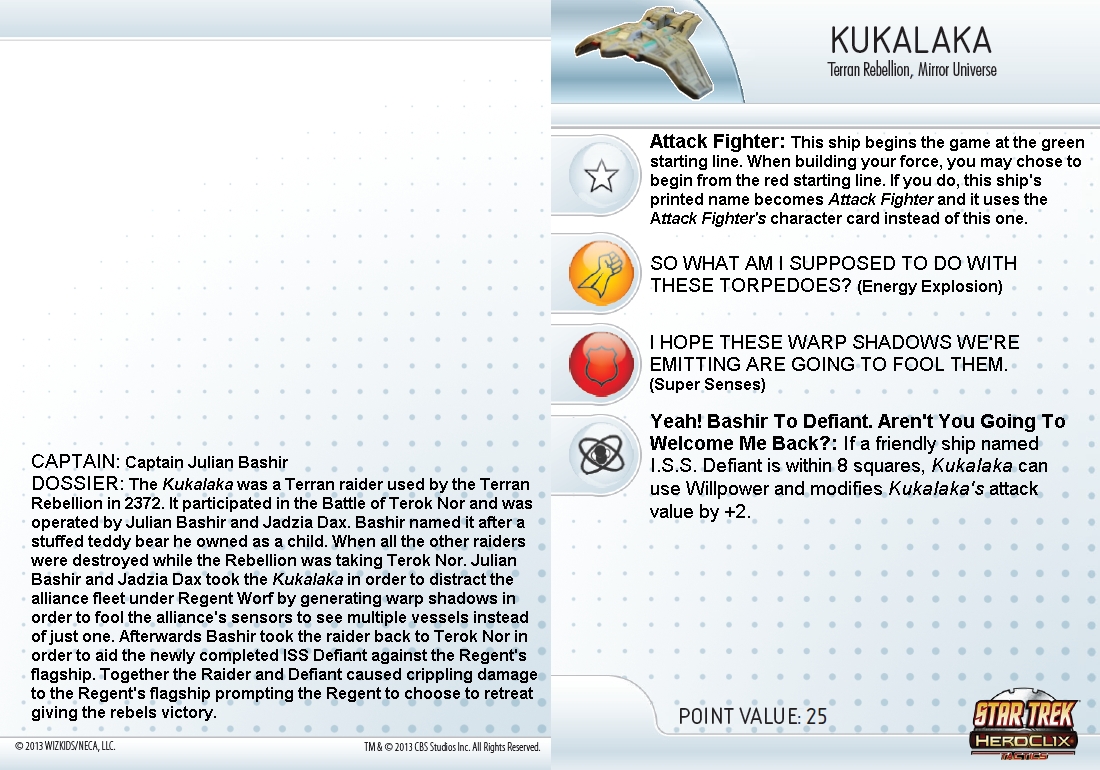 KUKALAKA
Terran Rebellion, Mirror Universe
Attack Fighter: This ship begins the game at the green
starting line. When building your force, you may chose to
begin from the red starting line. If you do, this ship's
printed name becomes Attack Fighter and it uses the
Attack Fighter's character card instead of this one.
SO WHAT AM I SUPPOSED TO DO WITH
THESE TORPEDOES? (Energy Explosion)
I HOPE THESE WARP SHADOWS WE'RE
EMITTING ARE GOING TO FOOL THEM.
(Super Senses)
Yeah! Bashir To Defiant. Aren't You Going To
Welcome Me Back?: If a friendly ship named
I.S.S. Defiant is within 8 squares, Kukalaka can
use Willpower and modifies Kukalaka's attack
value by +2.
POINT VALUE: 25
STAR TREK
HEROCLIX
TACTICS
CAPTAIN: Captain Julian Bashir
DOSSIER: The Kukalaka was a Terran raider used by the Terran
Rebellion in 2372. It participated in the Battle of Terok Nor and was
operated by Julian Bashir and Jadzia Dax. Bashir named it after a
stuffed teddy bear he owned as a child. When all the other raiders
were destroyed while the Rebellion was taking Terok Nor. Julian
Bashir and Jadzia Dax took the Kukalaka in order to distract the
alliance fleet under Regent Worf by generating warp shadows in
order to fool the alliance's sensors to see multiple vessels instead
of just one. Afterwards Bashir took the raider back to Terok Nor in
order to aid the newly completed ISS Defiant against the Regent's
flagship. Together the Raider and Defiant caused crippling damage
to the Regent's flagship prompting the Regent to choose to retreat
giving the rebels victory.
© 2013 WIZKIDS/NECA, LLC.
TM & © 2013 CBS Studios Inc. All Rights Reserved.